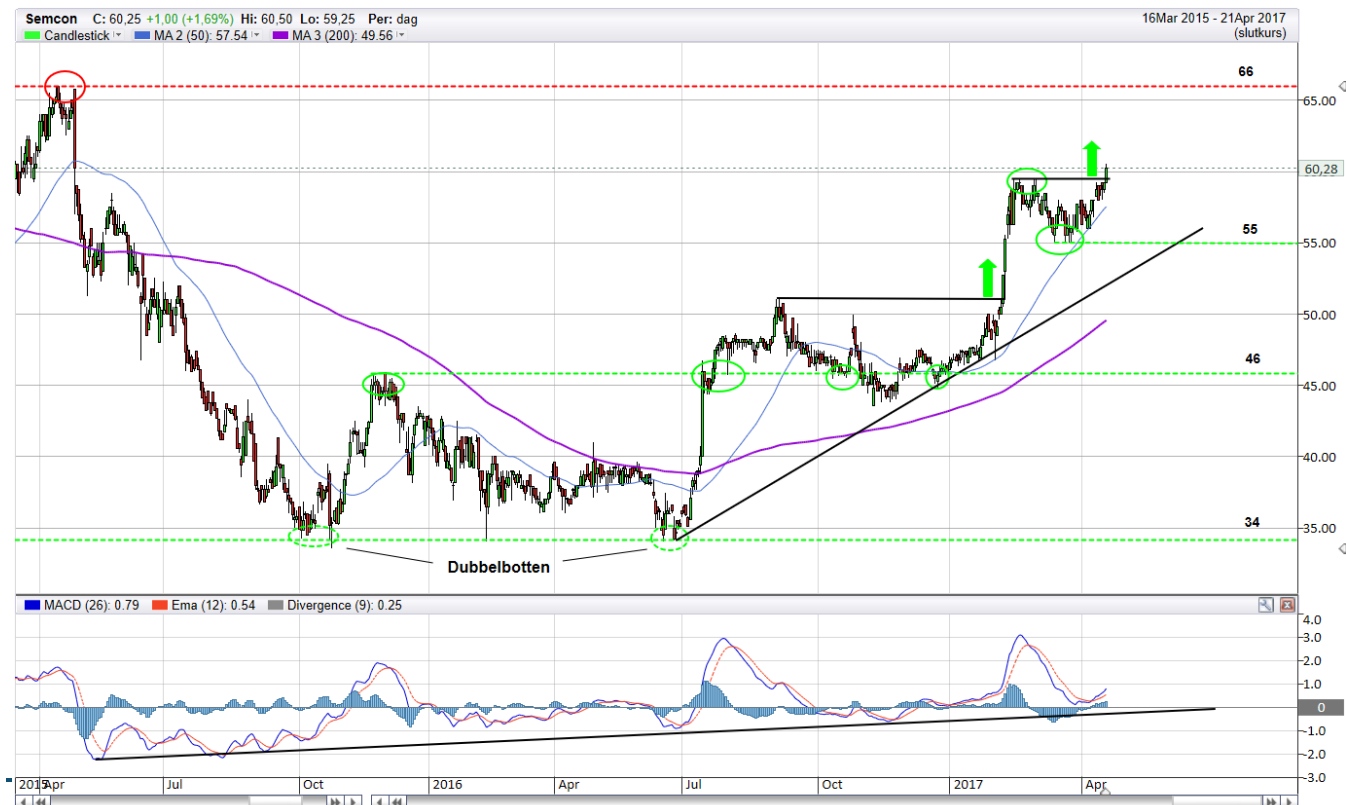 Semcon C: 60,25 +1,00 (+1,69%) Hi: 60,50 Lo: 59,25 Per: dag
16Mar 2015 - 21Apr 2017
Candlestick MA 2 (50): 57.54 MA 3 (200): 49.56
(slutkurs)
66
65.00
60,28
55
55.00
50.00
46
45.00
40.00
34
35.00
Dubbelbotten
MACD (26): 0.79 Ema (12): 0.54 Divergence (9): 0.25
4.0
3.0
2.0
1.0
0
-1.0
-2.0
-3.0
2015 Apr Jul Oct 2016 Apr Jul Oct 2017 Apr